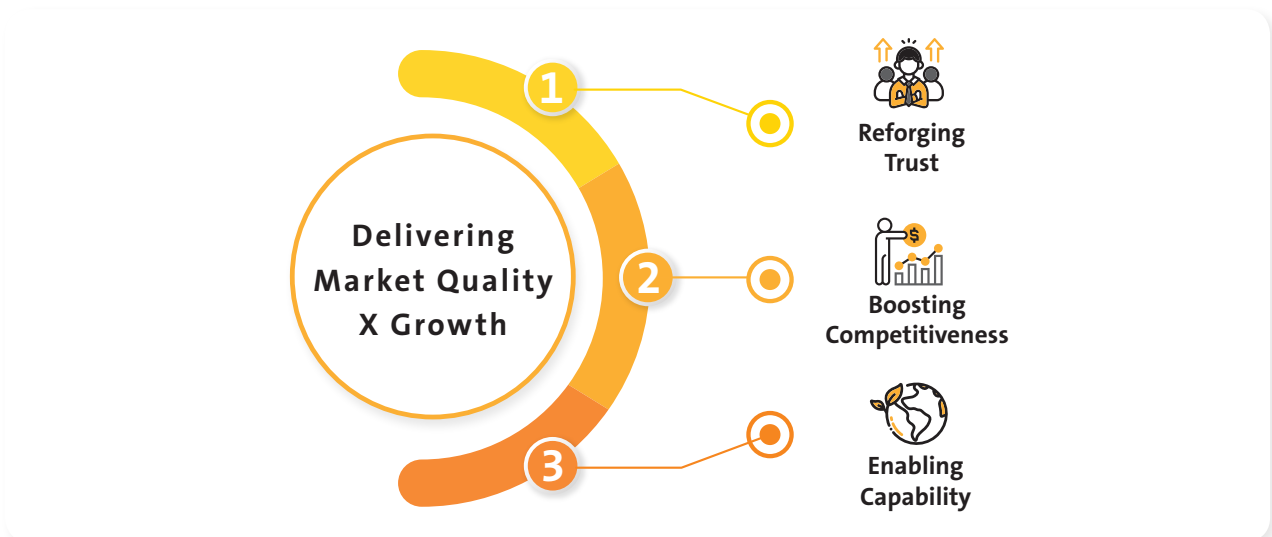 Delivering
Market Quality
X Growth
1
Reforging
Trust
2
$
Boosting
Competitiveness
3
Enabling
Capability